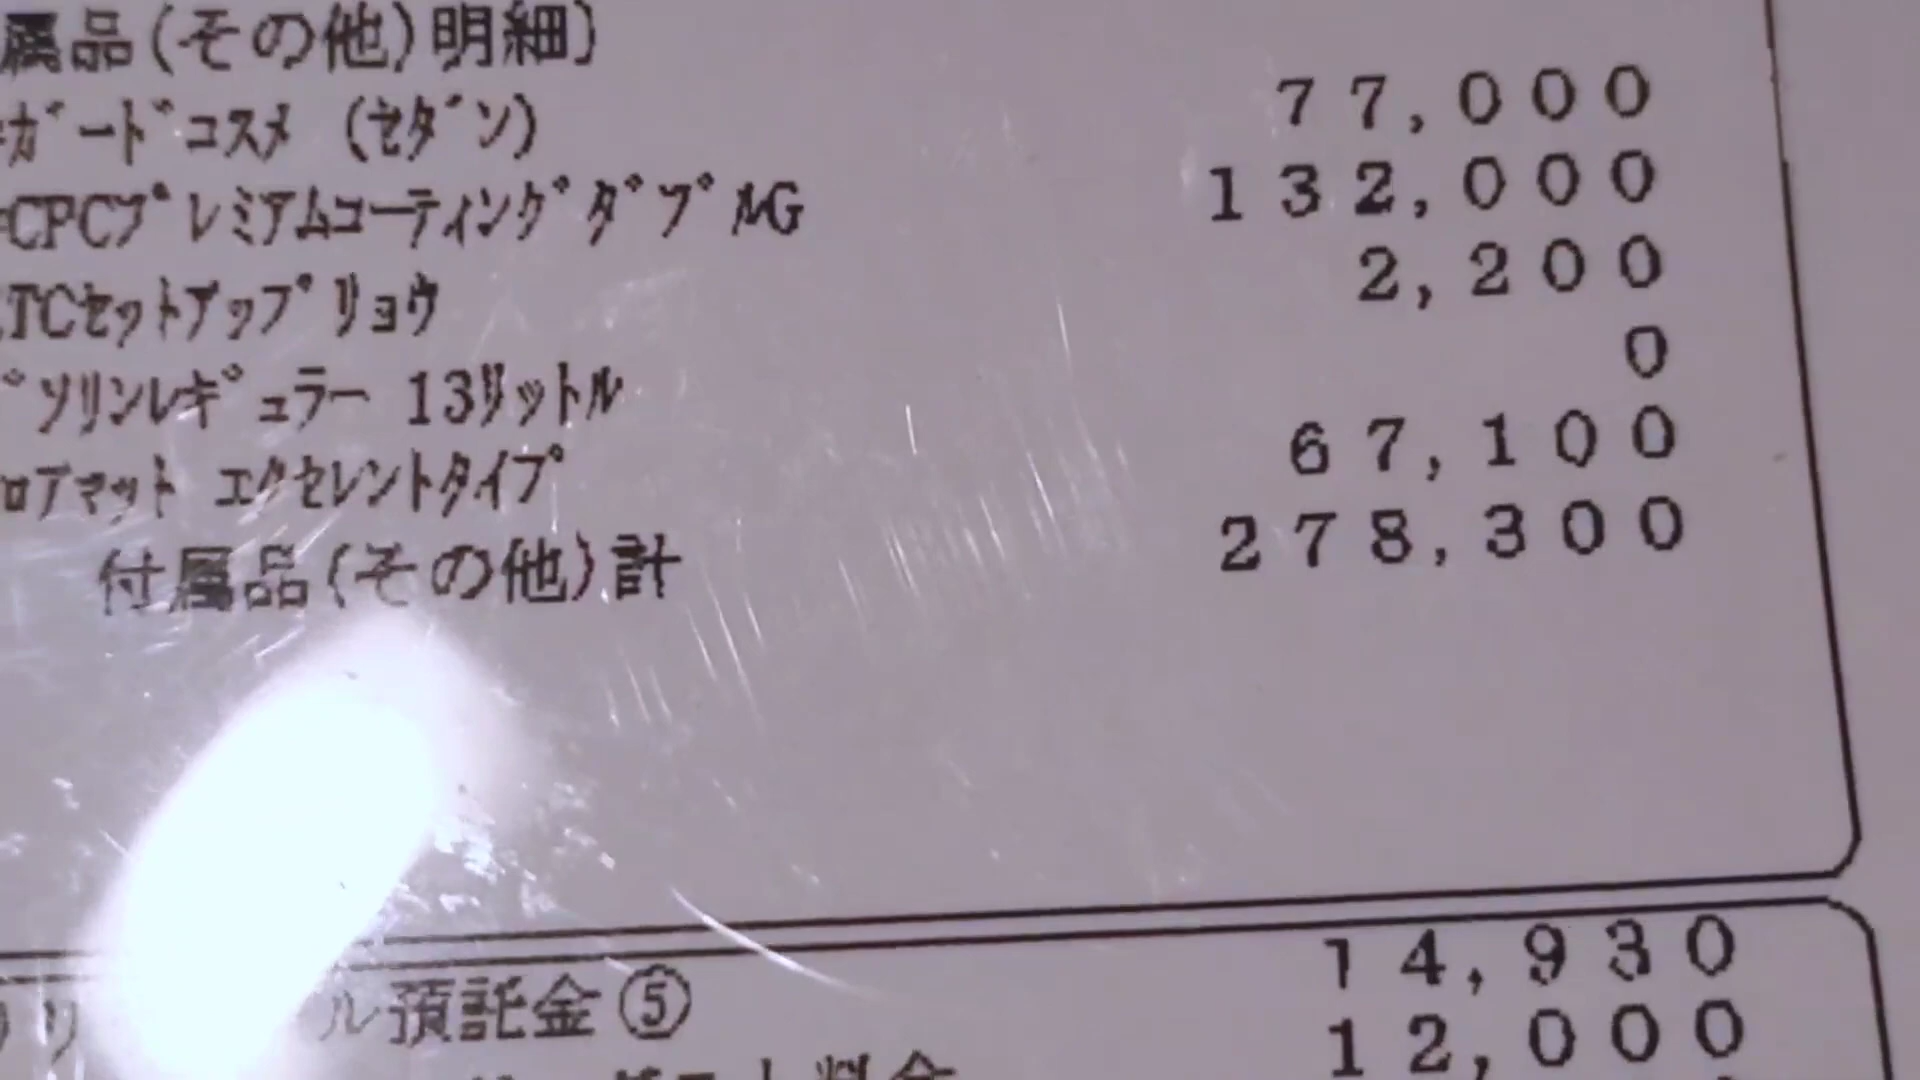 属品(その他)明細〕
ガードコスメ (セダン) 77,000
CPCプレミアムコーティングダブルG 132,000
TCセットアップリョウ 2,200
ソリンレギュラー 13リットル 0
ロアマット エクセレントタイプ 67,100
付属品(その他)計 278,300
ル預託金⑤ 14,930
12,000